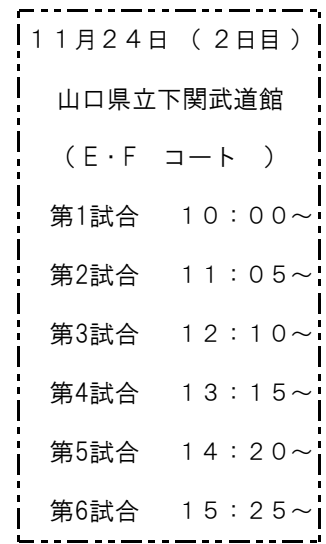 １１月２４日（２日目）
山口県立下関武道館
（Ｅ・Ｆ　コート　）
第1試合　１０：００～
第2試合　１１：０５～
第3試合　１２：１０～
第4試合　１３：１５～
第5試合　１４：２０～
第6試合　１５：２５～